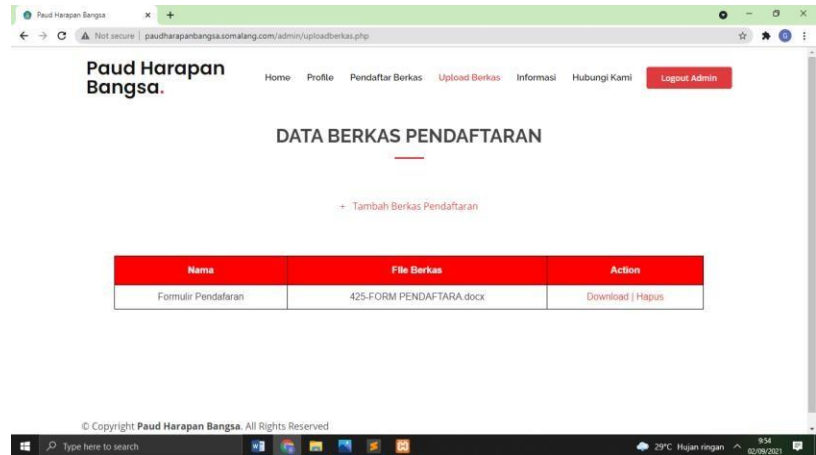 Paud Harapan Bangsa
Not secure | paudharapanbangsa.somalang.com/admin/uploadberkas.php
G
Paud Harapan
Bangsa.
Home Profile Pendaftar Berkas Upload Berkas Informasi Hubungi Kami Logout Admin
DATA BERKAS PENDAFTARAN
+ Tambah Berkas Pendaftaran
Nama File Berkas Action
Formulir Pendafaran 425-FORM PENDAFTARA.docx Download | Hapus
© Copyright Paud Harapan Bangsa. All Rights Reserved
Type here to search
29°C Hujan ringan
9:54
02/09/2021